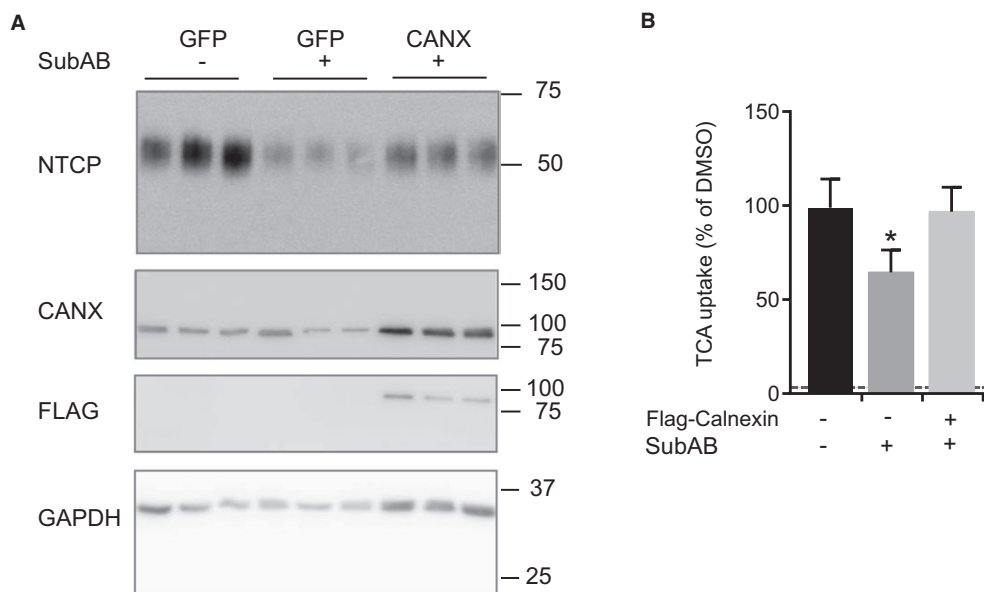 A
GFP GFP CANX
SubAB - + +
75
NTCP
50
150
CANX
100
75
FLAG
100
75
37
GAPDH
25
B
TCA uptake (% of DMSO)
150
100
50
0
Flag-Calnexin - - +
SubAB - + +
*